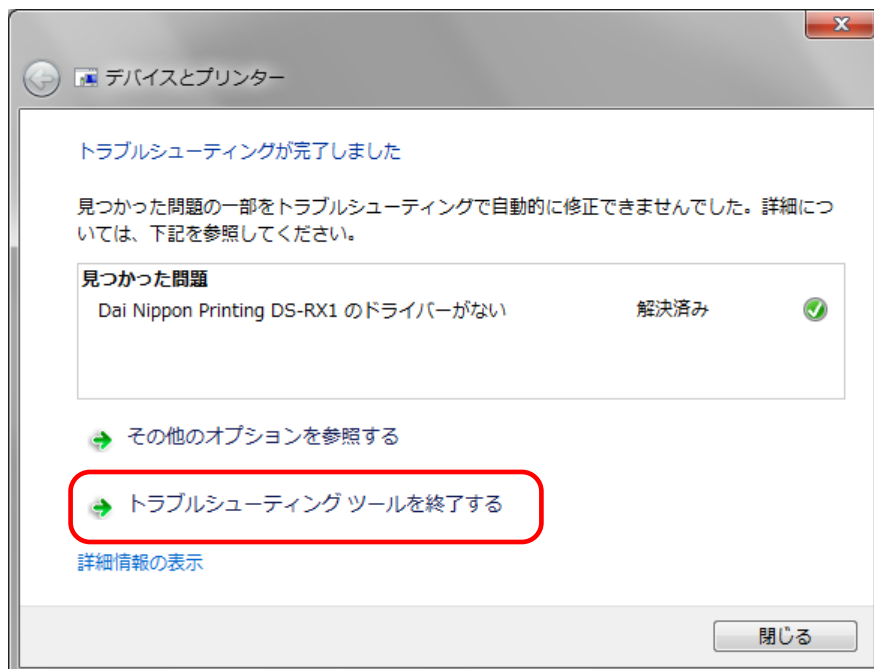 デバイスとプリンター
トラブルシューティングが完了しました
見つかった問題の一部をトラブルシューティングで自動的に修正できませんでした。詳細につ
いては、下記を参照してください。
見つかった問題
Dai Nippon Printing DS-RX1 のドライバーがない 解決済み
その他のオプションを参照する
トラブルシューティング ツールを終了する
詳細情報の表示
閉じる